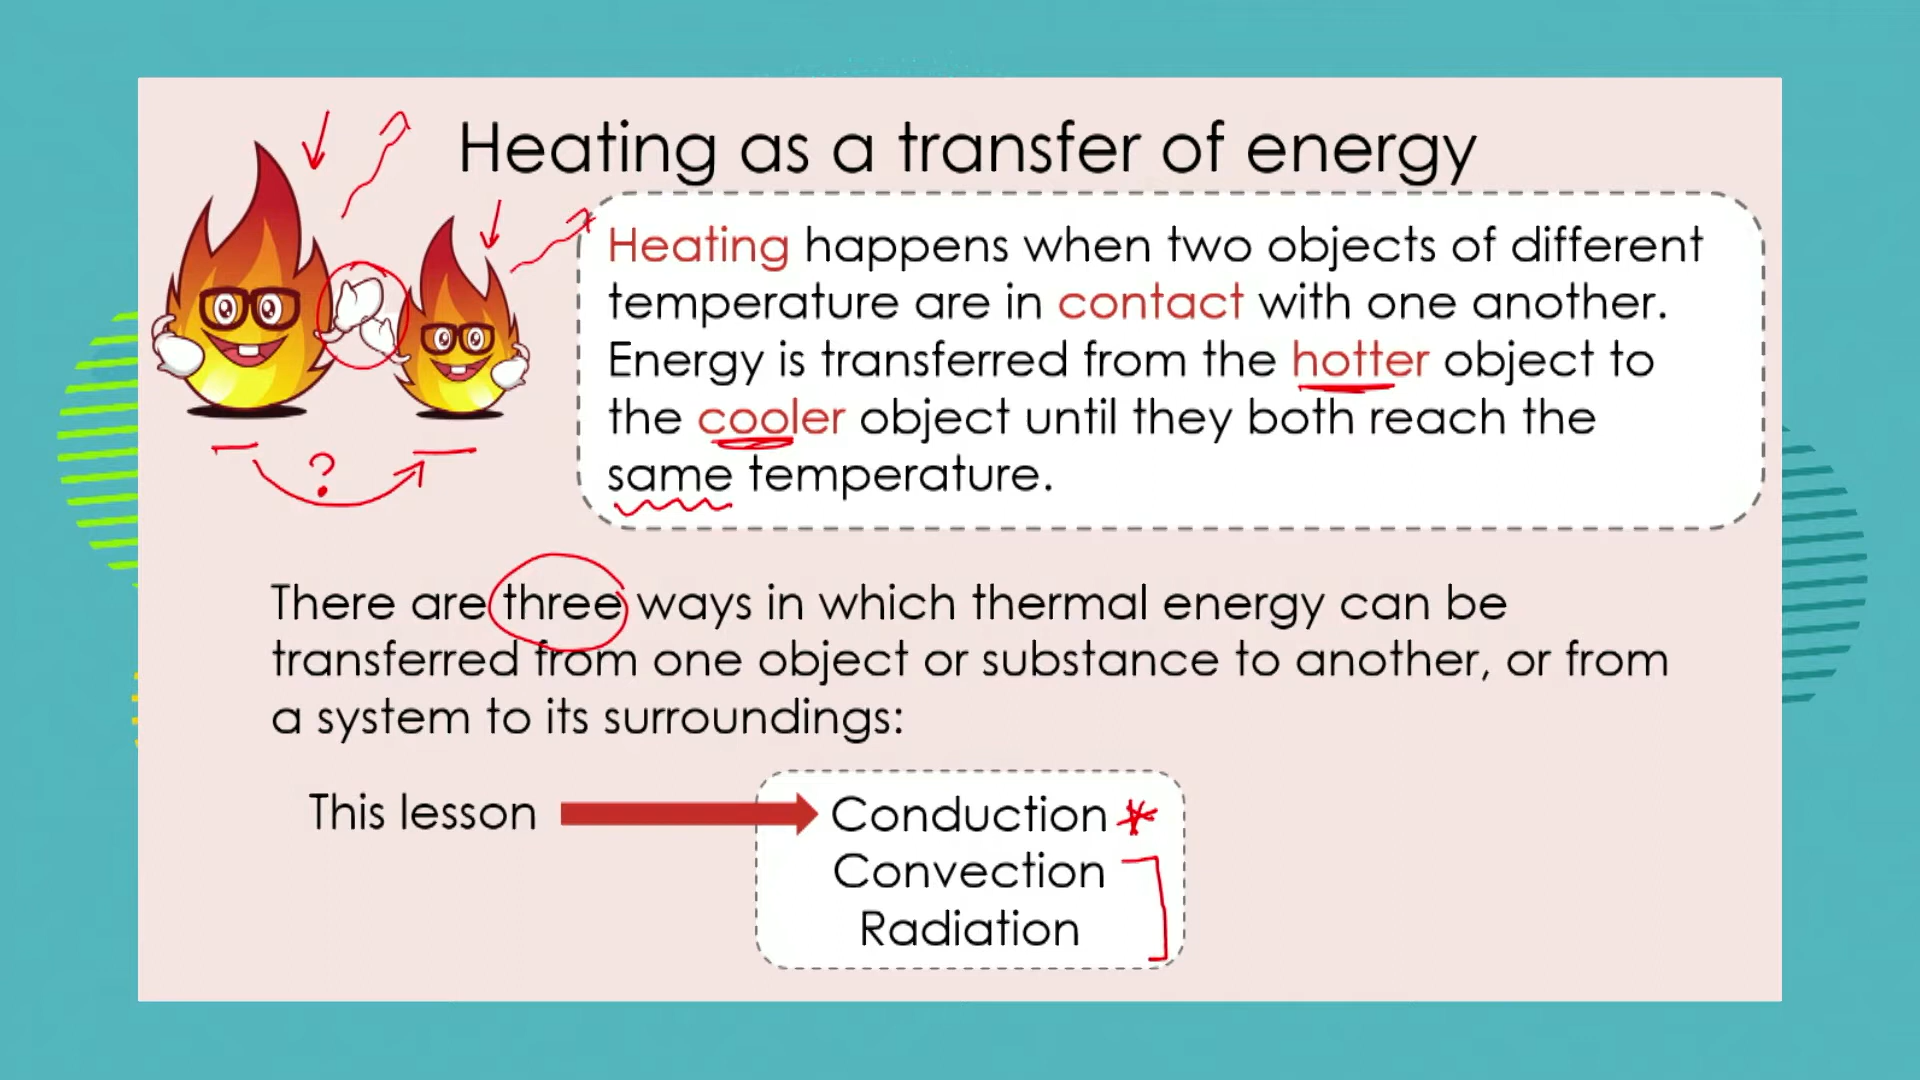 Heating as a transfer of energy
Heating happens when two objects of different
temperature are in contact with one another.
Energy is transferred from the hotter object to
the cooler object until they both reach the
same temperature.
?
There are three ways in which thermal energy can be
transferred from one object or substance to another, or from
a system to its surroundings:
This lesson
Conduction *
Convection
Radiation